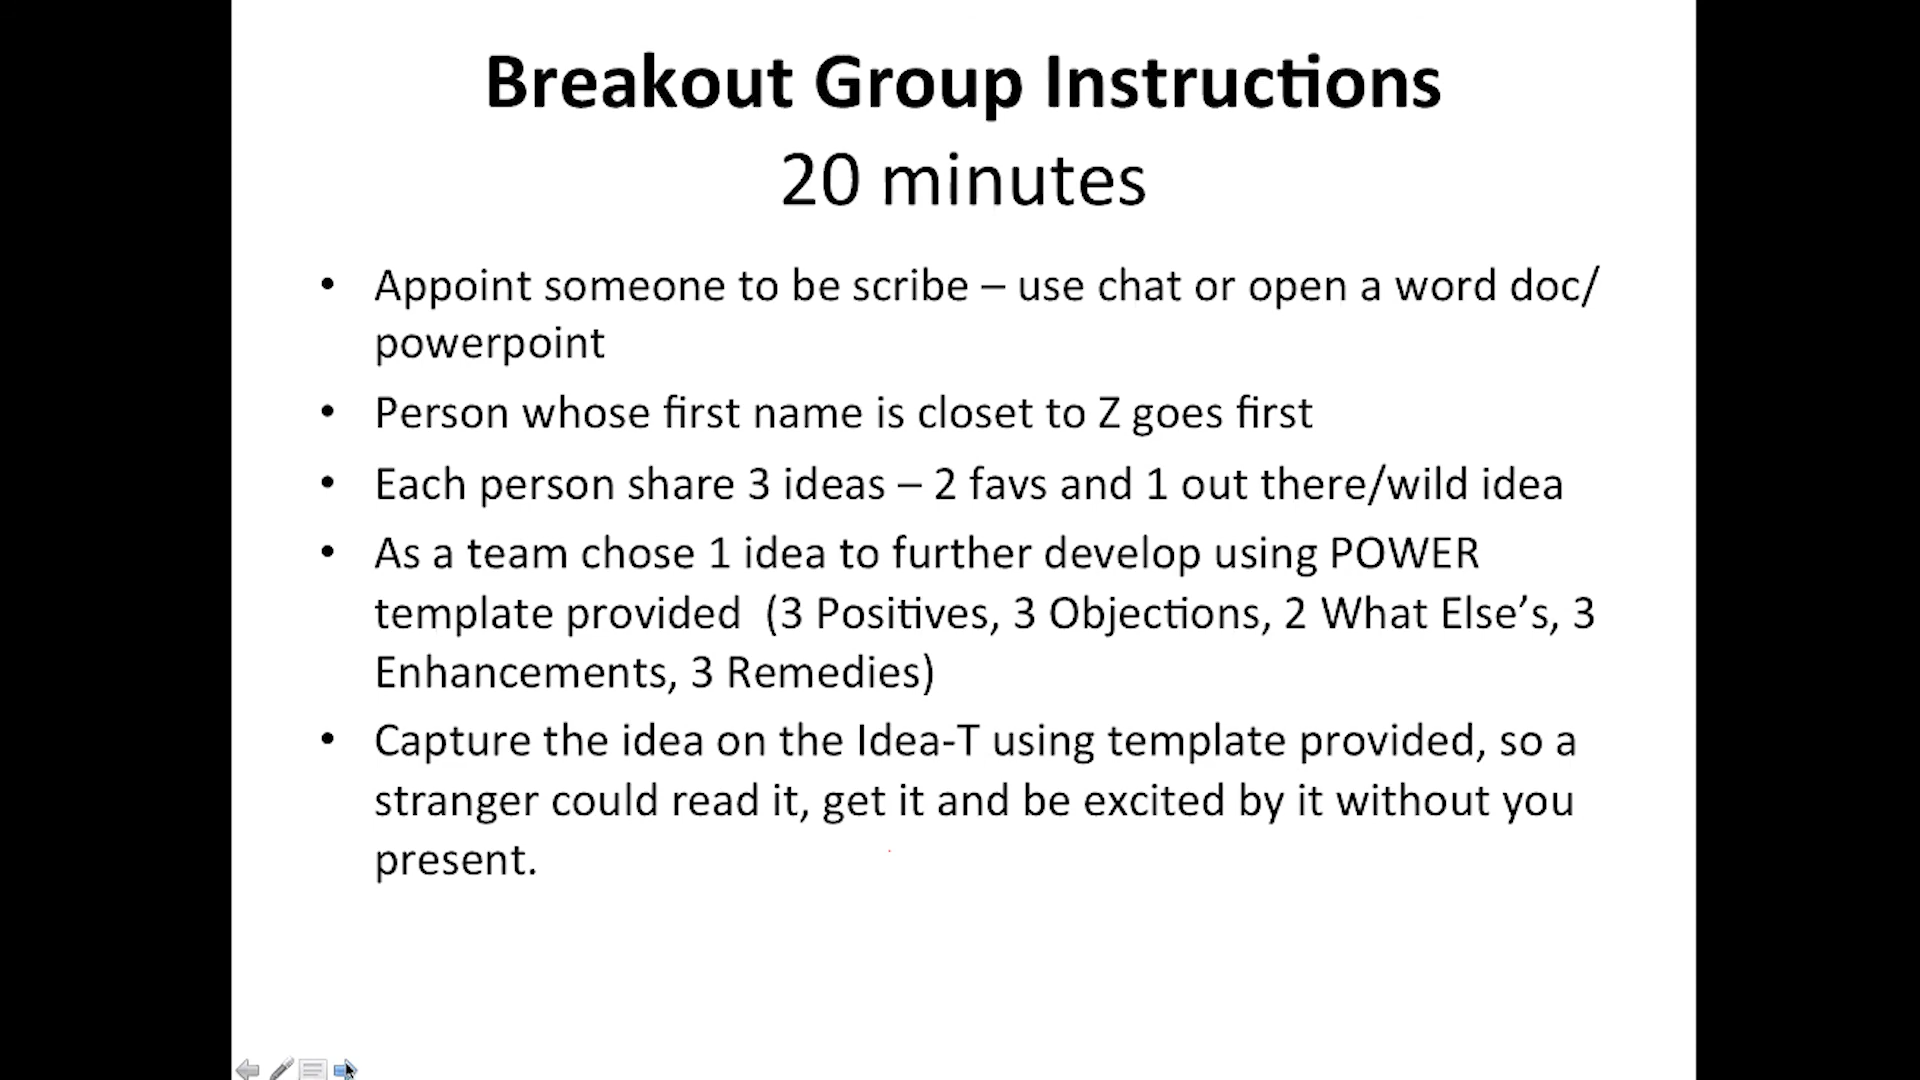 Breakout Group Instructions
20 minutes
• Appoint someone to be scribe – use chat or open a word doc/
powerpoint
• Person whose first name is closet to Z goes first
• Each person share 3 ideas – 2 favs and 1 out there/wild idea
• As a team chose 1 idea to further develop using POWER
template provided  (3 Positives, 3 Objections, 2 What Else’s, 3
Enhancements, 3 Remedies)
• Capture the idea on the Idea-T using template provided, so a
stranger could read it, get it and be excited by it without you
present.